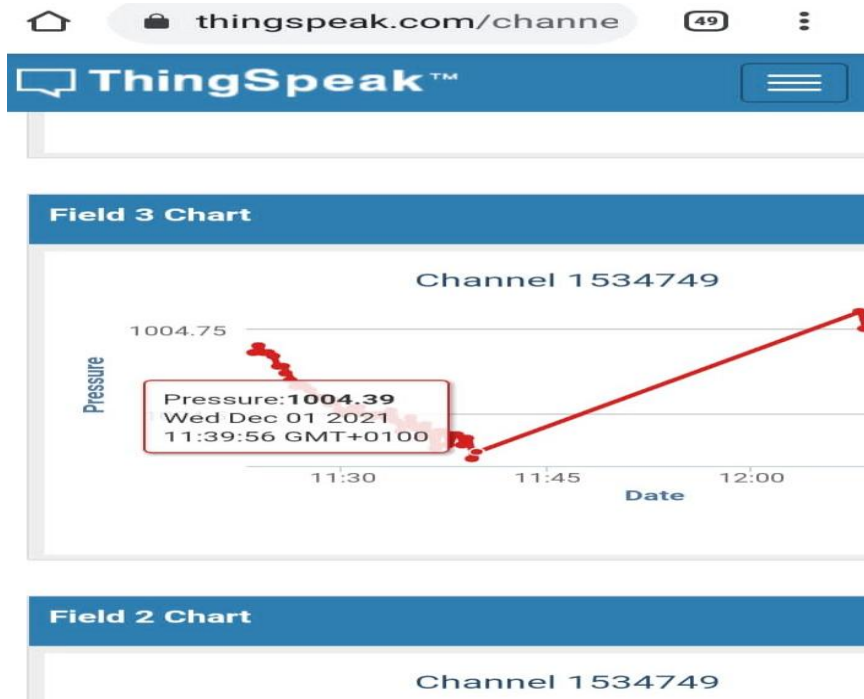 thingspeak.com/channe
49
ThingSpeak™
Field 3 Chart
Channel 1534749
1004.75
Pressure
Pressure:1004.39
Wed Dec 01 2021
11:39:56 GMT+0100
11:30
11:45
12:00
Date
Field 2 Chart
Channel 1534749